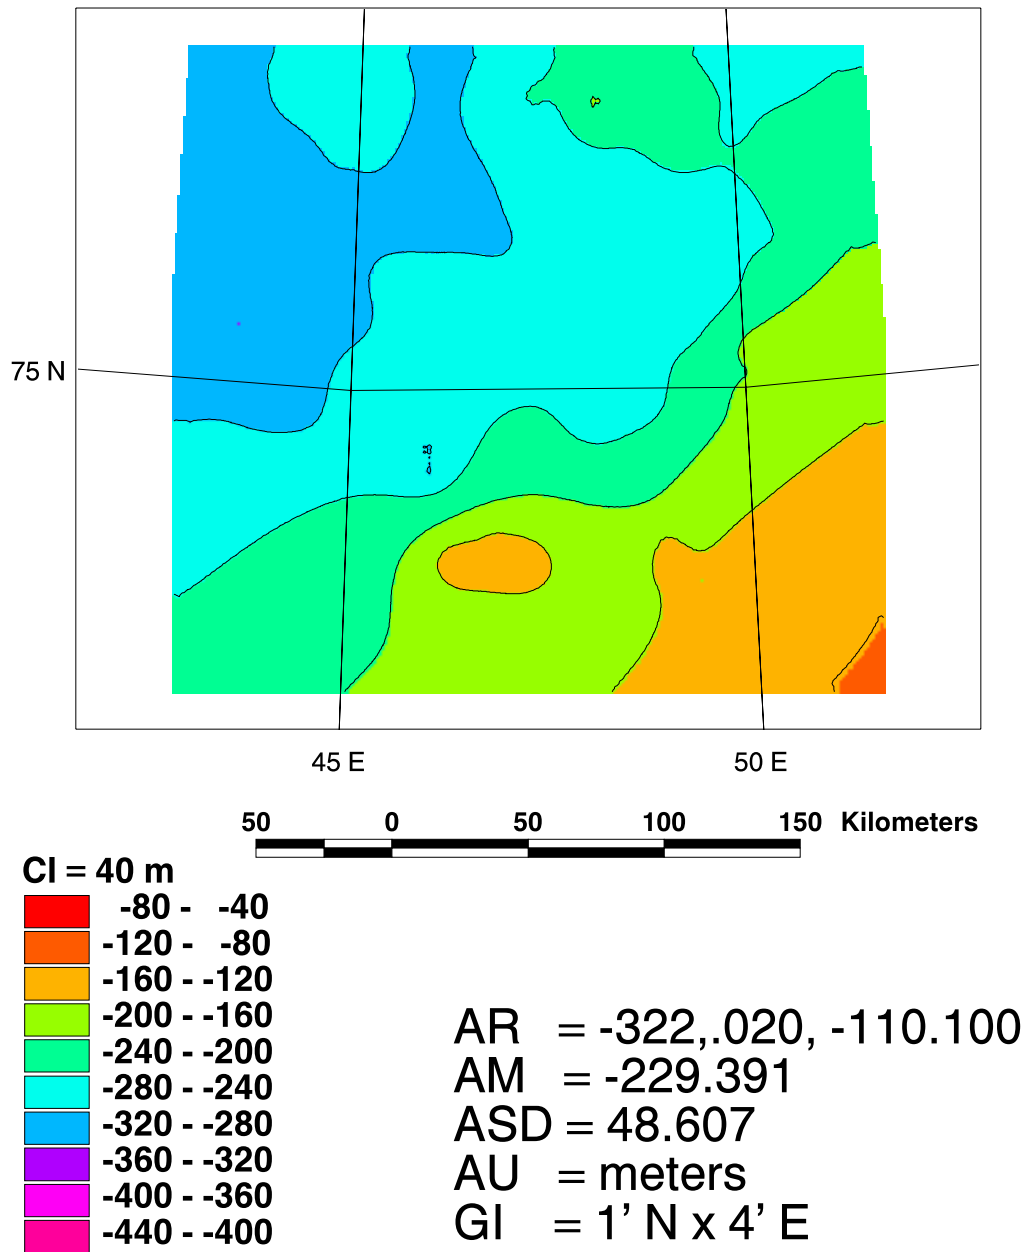 75 N
45 E 50 E
50 0 50 100 150 Kilometers
CI = 40 m
-80 - -40
-120 - -80
-160 - -120
-200 - -160
-240 - -200
-280 - -240
-320 - -280
-360 - -320
-400 - -360
-440 - -400
AR = -322,.020, -110.100
AM = -229.391
ASD = 48.607
AU = meters
GI = 1' N x 4' E